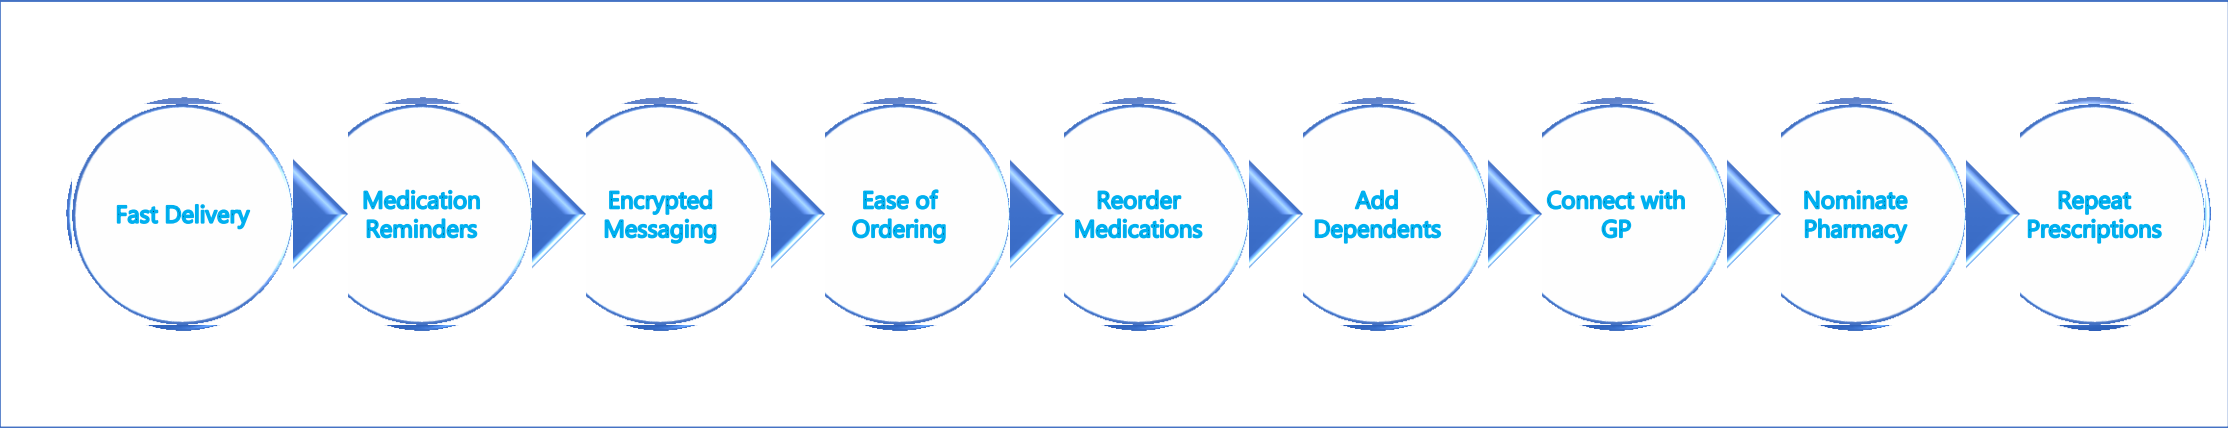 Fast Delivery
Medication
Reminders
Encrypted
Messaging
Ease of
Ordering
Reorder
Medications
Add
Dependents
Connect with
GP
Nominate
Pharmacy
Repeat
Prescriptions